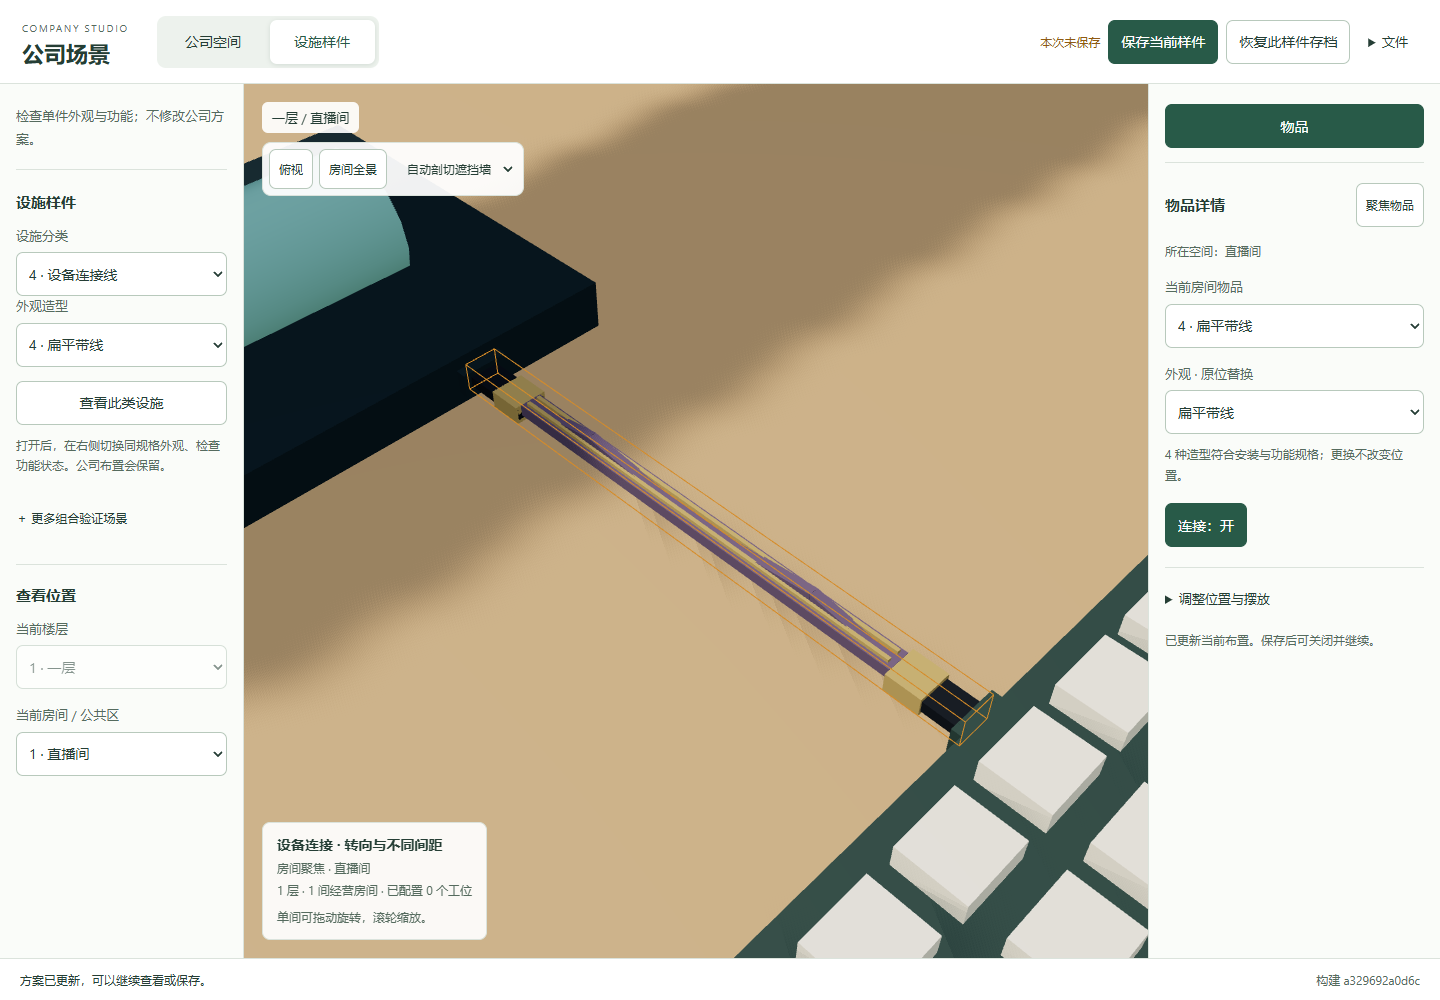 COMPANY STUDIO
公司场景
公司空间
设施样件
本次未保存
保存当前样件
恢复此样件存档
▶ 文件
检查单件外观与功能；不修改公司方
案。
设施样件
设施分类
4 · 设备连接线
外观造型
4 · 扁平带线
查看此类设施
打开后，在右侧切换同规格外观、检查
功能状态。公司布置会保留。
+ 更多组合验证场景
查看位置
当前楼层
1 · 一层
当前房间 / 公共区
1 · 直播间
一层 / 直播间
俯视
房间全景
自动剖切遮挡墙
设备连接 · 转向与不同间距
房间聚焦 · 直播间
1 层 · 1 间经营房间 · 已配置 0 个工位
单间可拖动旋转，滚轮缩放。
物品
物品详情
聚焦物品
所在空间：直播间
当前房间物品
4 · 扁平带线
外观 · 原位替换
扁平带线
4 种造型符合安装与功能规格；更换不改变位
置。
连接：开
▶ 调整位置与摆放
已更新当前布置。保存后可关闭并继续。
方案已更新，可以继续查看或保存。
构建 a329692a0d6c